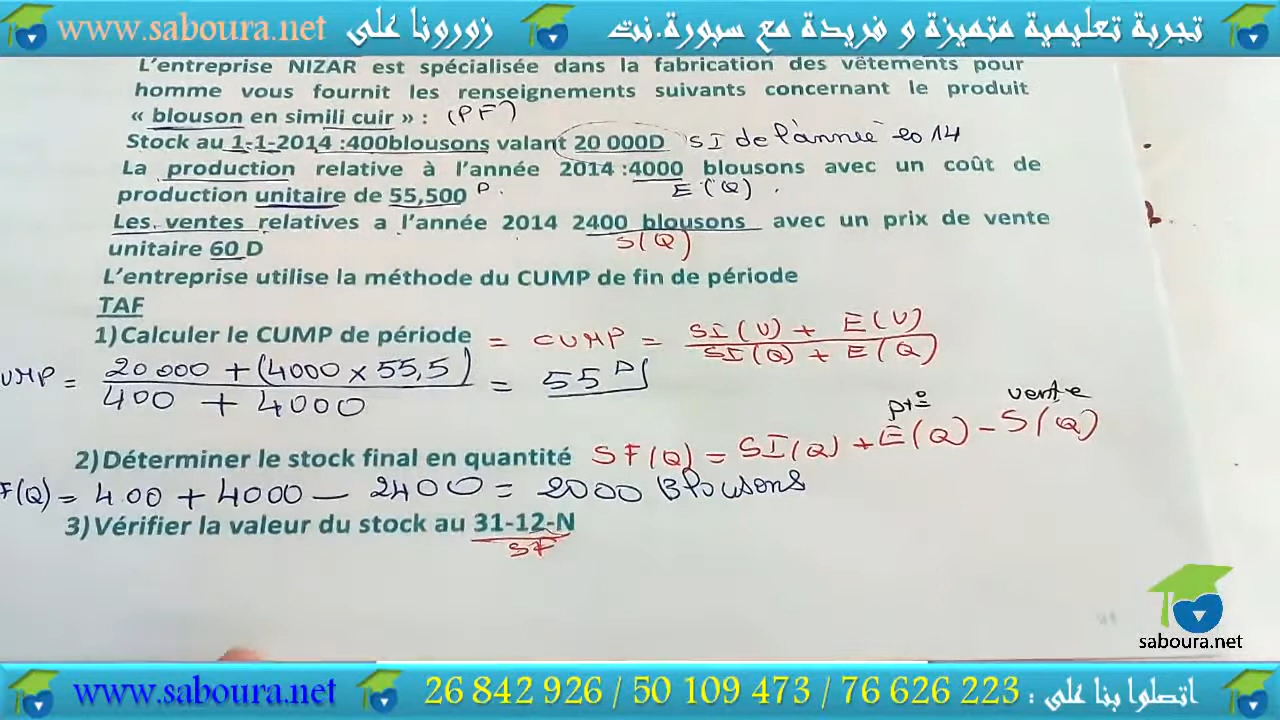 www.saboura.net زورونا على تجربة تعليمية متميزة و فريدة مع سبورة.نت
L'entreprise NIZAR est spécialisée dans la fabrication des vêtements pour
homme vous fournit les renseignements suivants concernant le produit
« blouson en simili cuir » : (PF)
Stock au 1-1-2014 :400blousons valant 20 000D SI de l'année 2014
La production relative à l'année 2014 :4000 blousons avec un coût de
production unitaire de 55,500 D. E(Q).
Les ventes relatives a l'année 2014 2400 blousons avec un prix de vente
unitaire 60 D S(Q)
L'entreprise utilise la méthode du CUMP de fin de période
TAF
1)Calculer le CUMP de période = CUMP = SI(V) + E(V)
SI(Q) + E(Q)
UMP = 20 000 + (4000 x 55,5) = 55 D
400 + 4000
pt° vente
2)Déterminer le stock final en quantité SF(Q) = SI(Q) + E(Q) - S(Q)
F(Q) = 400 + 4000 - 2400 = 2000 Blousons
3)Vérifier la valeur du stock au 31-12-N
SF
saboura.net
www.saboura.net 26 842 926 / 50 109 473 / 76 626 223 : اتصلوا بنا على